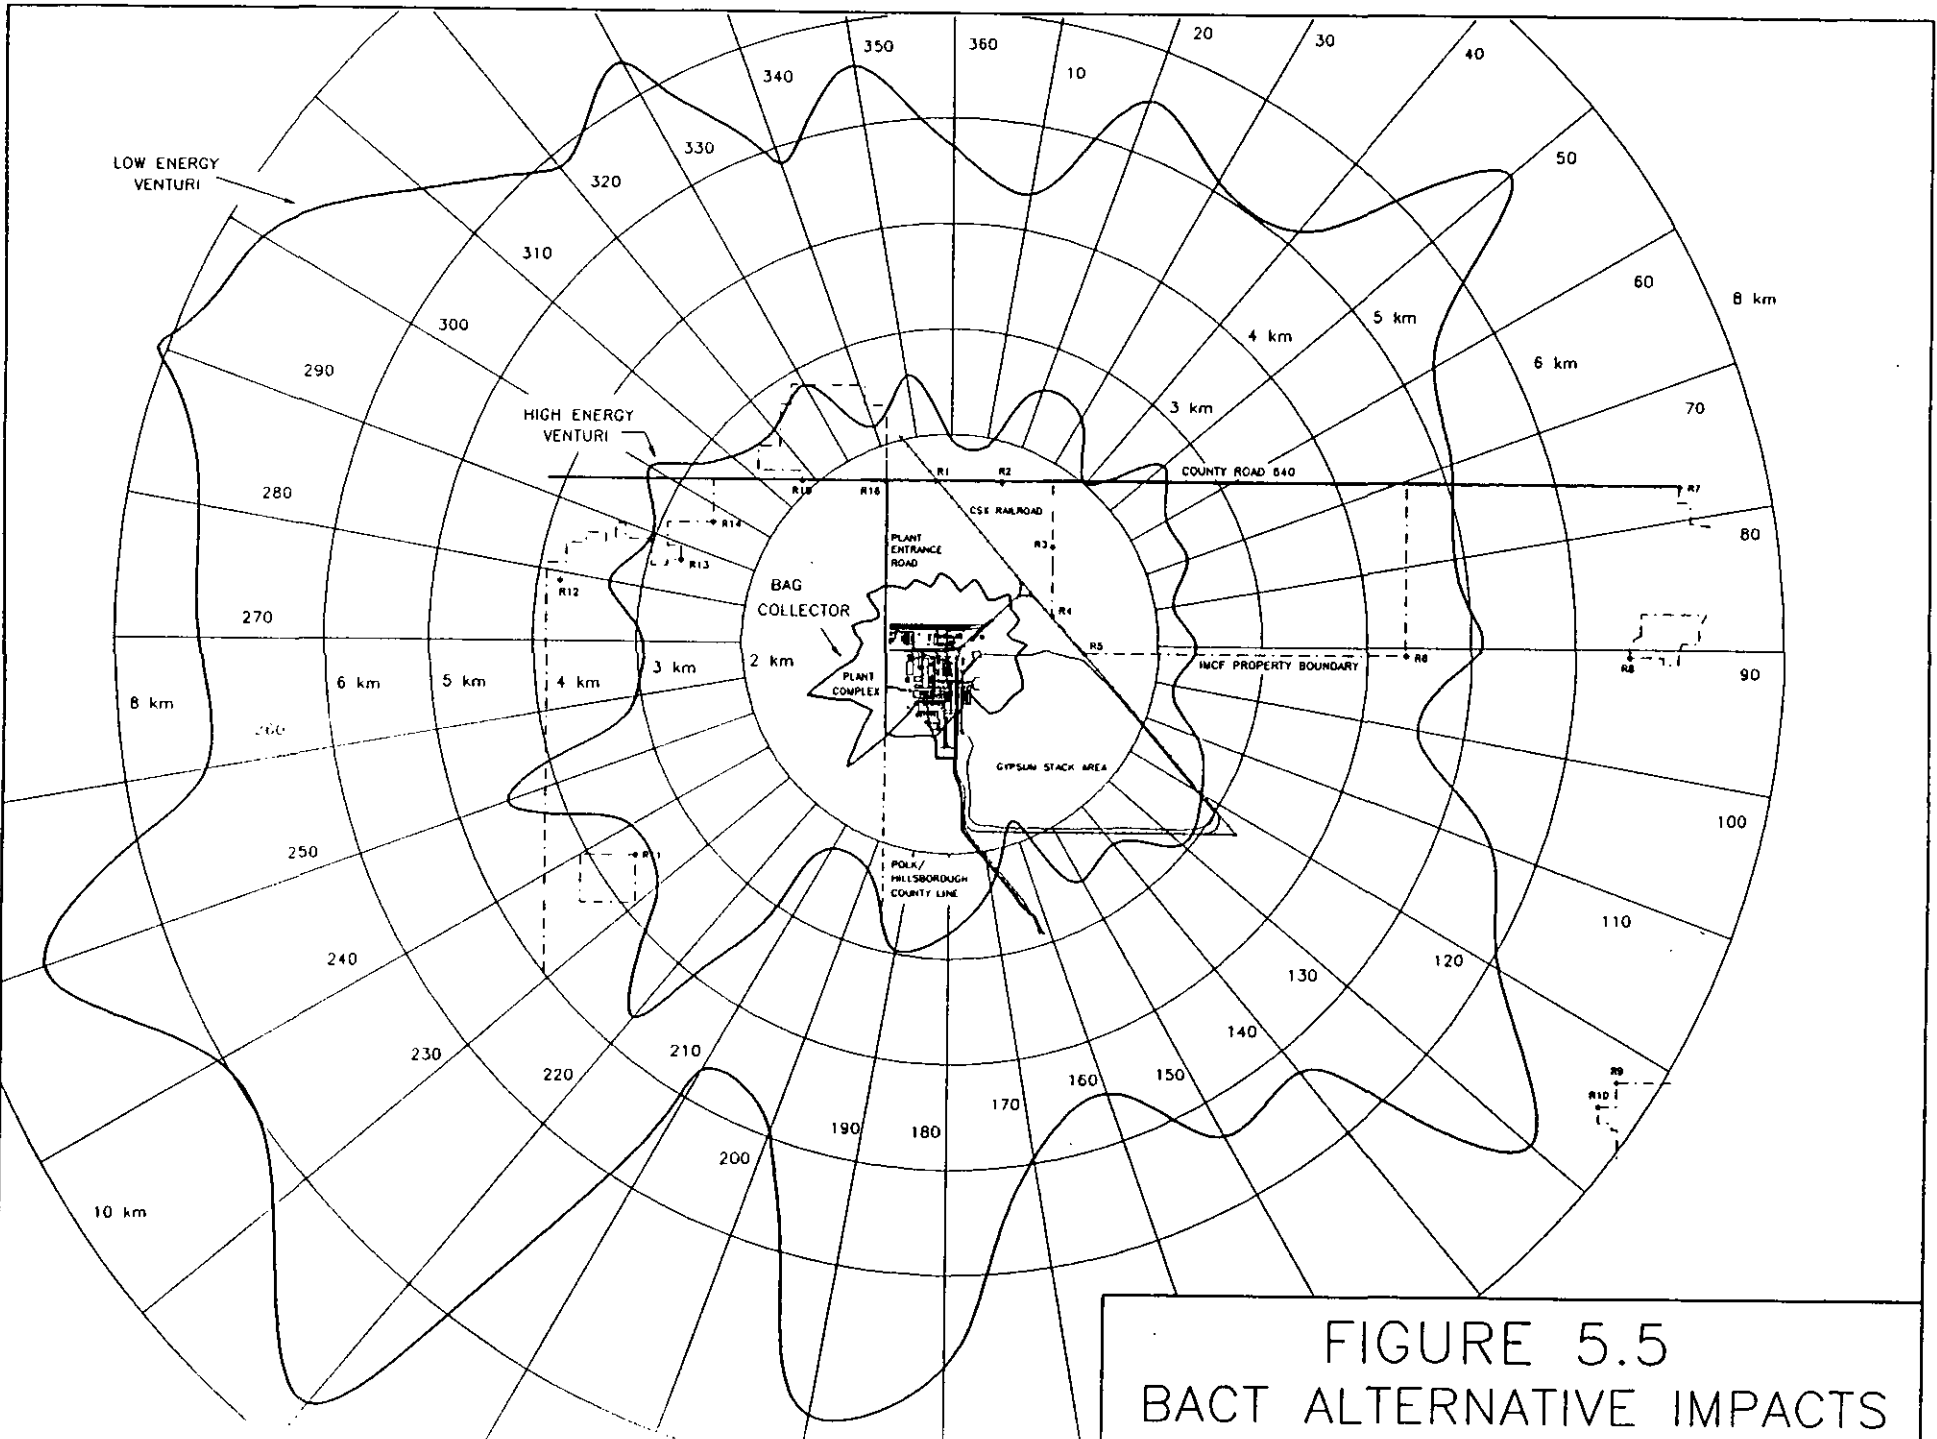 350
360
20
30
40
340
10
50
330
LOW ENERGY
VENTURI
320
310
60
8 km
5 km
4 km
300
6 km
290
70
3 km
HIGH ENERGY
VENTURI
COUNTY ROAD 640
R1
R2
R16
R7
280
CSX RAILROAD
R14
80
R3
PLANT
ENTRANCE
ROAD
R13
R12
BAG
COLLECTOR
R4
270
R5
IMCF PROPERTY BOUNDARY
2 km
3 km
4 km
5 km
6 km
8 km
90
PLANT
COMPLEX
260
GYPSUM STACK AREA
100
250
POLK/
HILLSBOROUGH
COUNTY LINE
110
240
120
130
140
230
210
220
150
160
170
R9
R10
190
180
200
10 km
FIGURE 5.5
BACT ALTERNATIVE IMPACTS